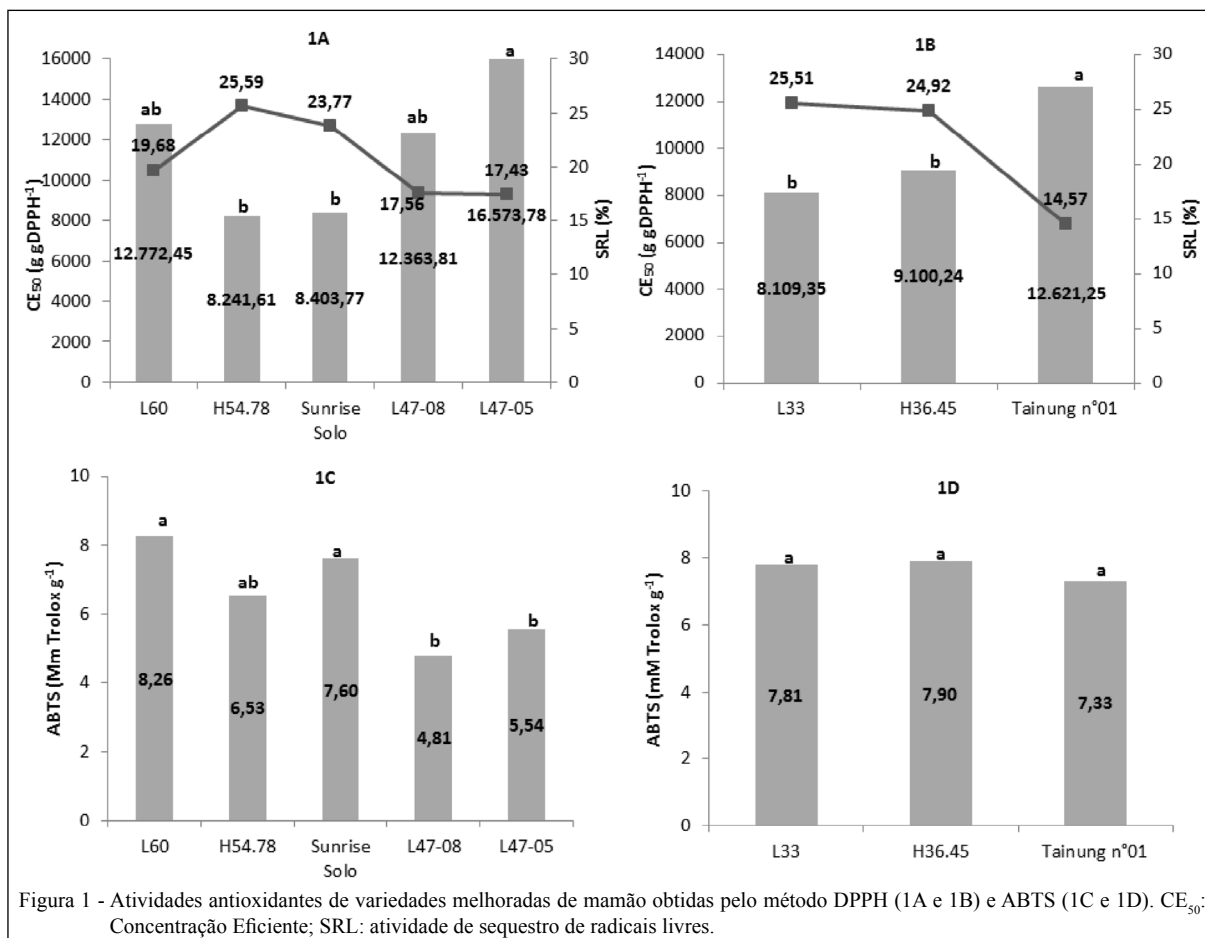 1A
16000
14000
12000
10000
8000
6000
4000
2000
0
CE₅₀ (g gDPPH⁻¹)
30
25
20
15
10
5
0
SRL (%)
ab
b
b
ab
a
19,68
25,59
23,77
17,56
17,43
12.772,45
8.241,61
8.403,77
12.363,81
16.573,78
L60
H54.78
Sunrise
Solo
L47-08
L47-05
1B
14000
12000
10000
8000
6000
4000
2000
0
CE₅₀ (g gDPPH⁻¹)
30
25
20
15
10
5
0
SRL (%)
25,51
24,92
14,57
b
b
a
8.109,35
9.100,24
12.621,25
L33
H36.45
Tainung n°01
1C
10
8
6
4
2
0
ABTS (Mm Trolox g⁻¹)
a
ab
a
b
b
8,26
6,53
7,60
4,81
5,54
L60
H54.78
Sunrise
Solo
L47-08
L47-05
1D
10
8
6
4
2
0
ABTS (mM Trolox g⁻¹)
a
a
a
7,81
7,90
7,33
L33
H36.45
Tainung n°01
Figura 1 - Atividades antioxidantes de variedades melhoradas de mamão obtidas pelo método DPPH (1A e 1B) e ABTS (1C e 1D). CE₅₀:
Concentração Eficiente; SRL: atividade de sequestro de radicais livres.